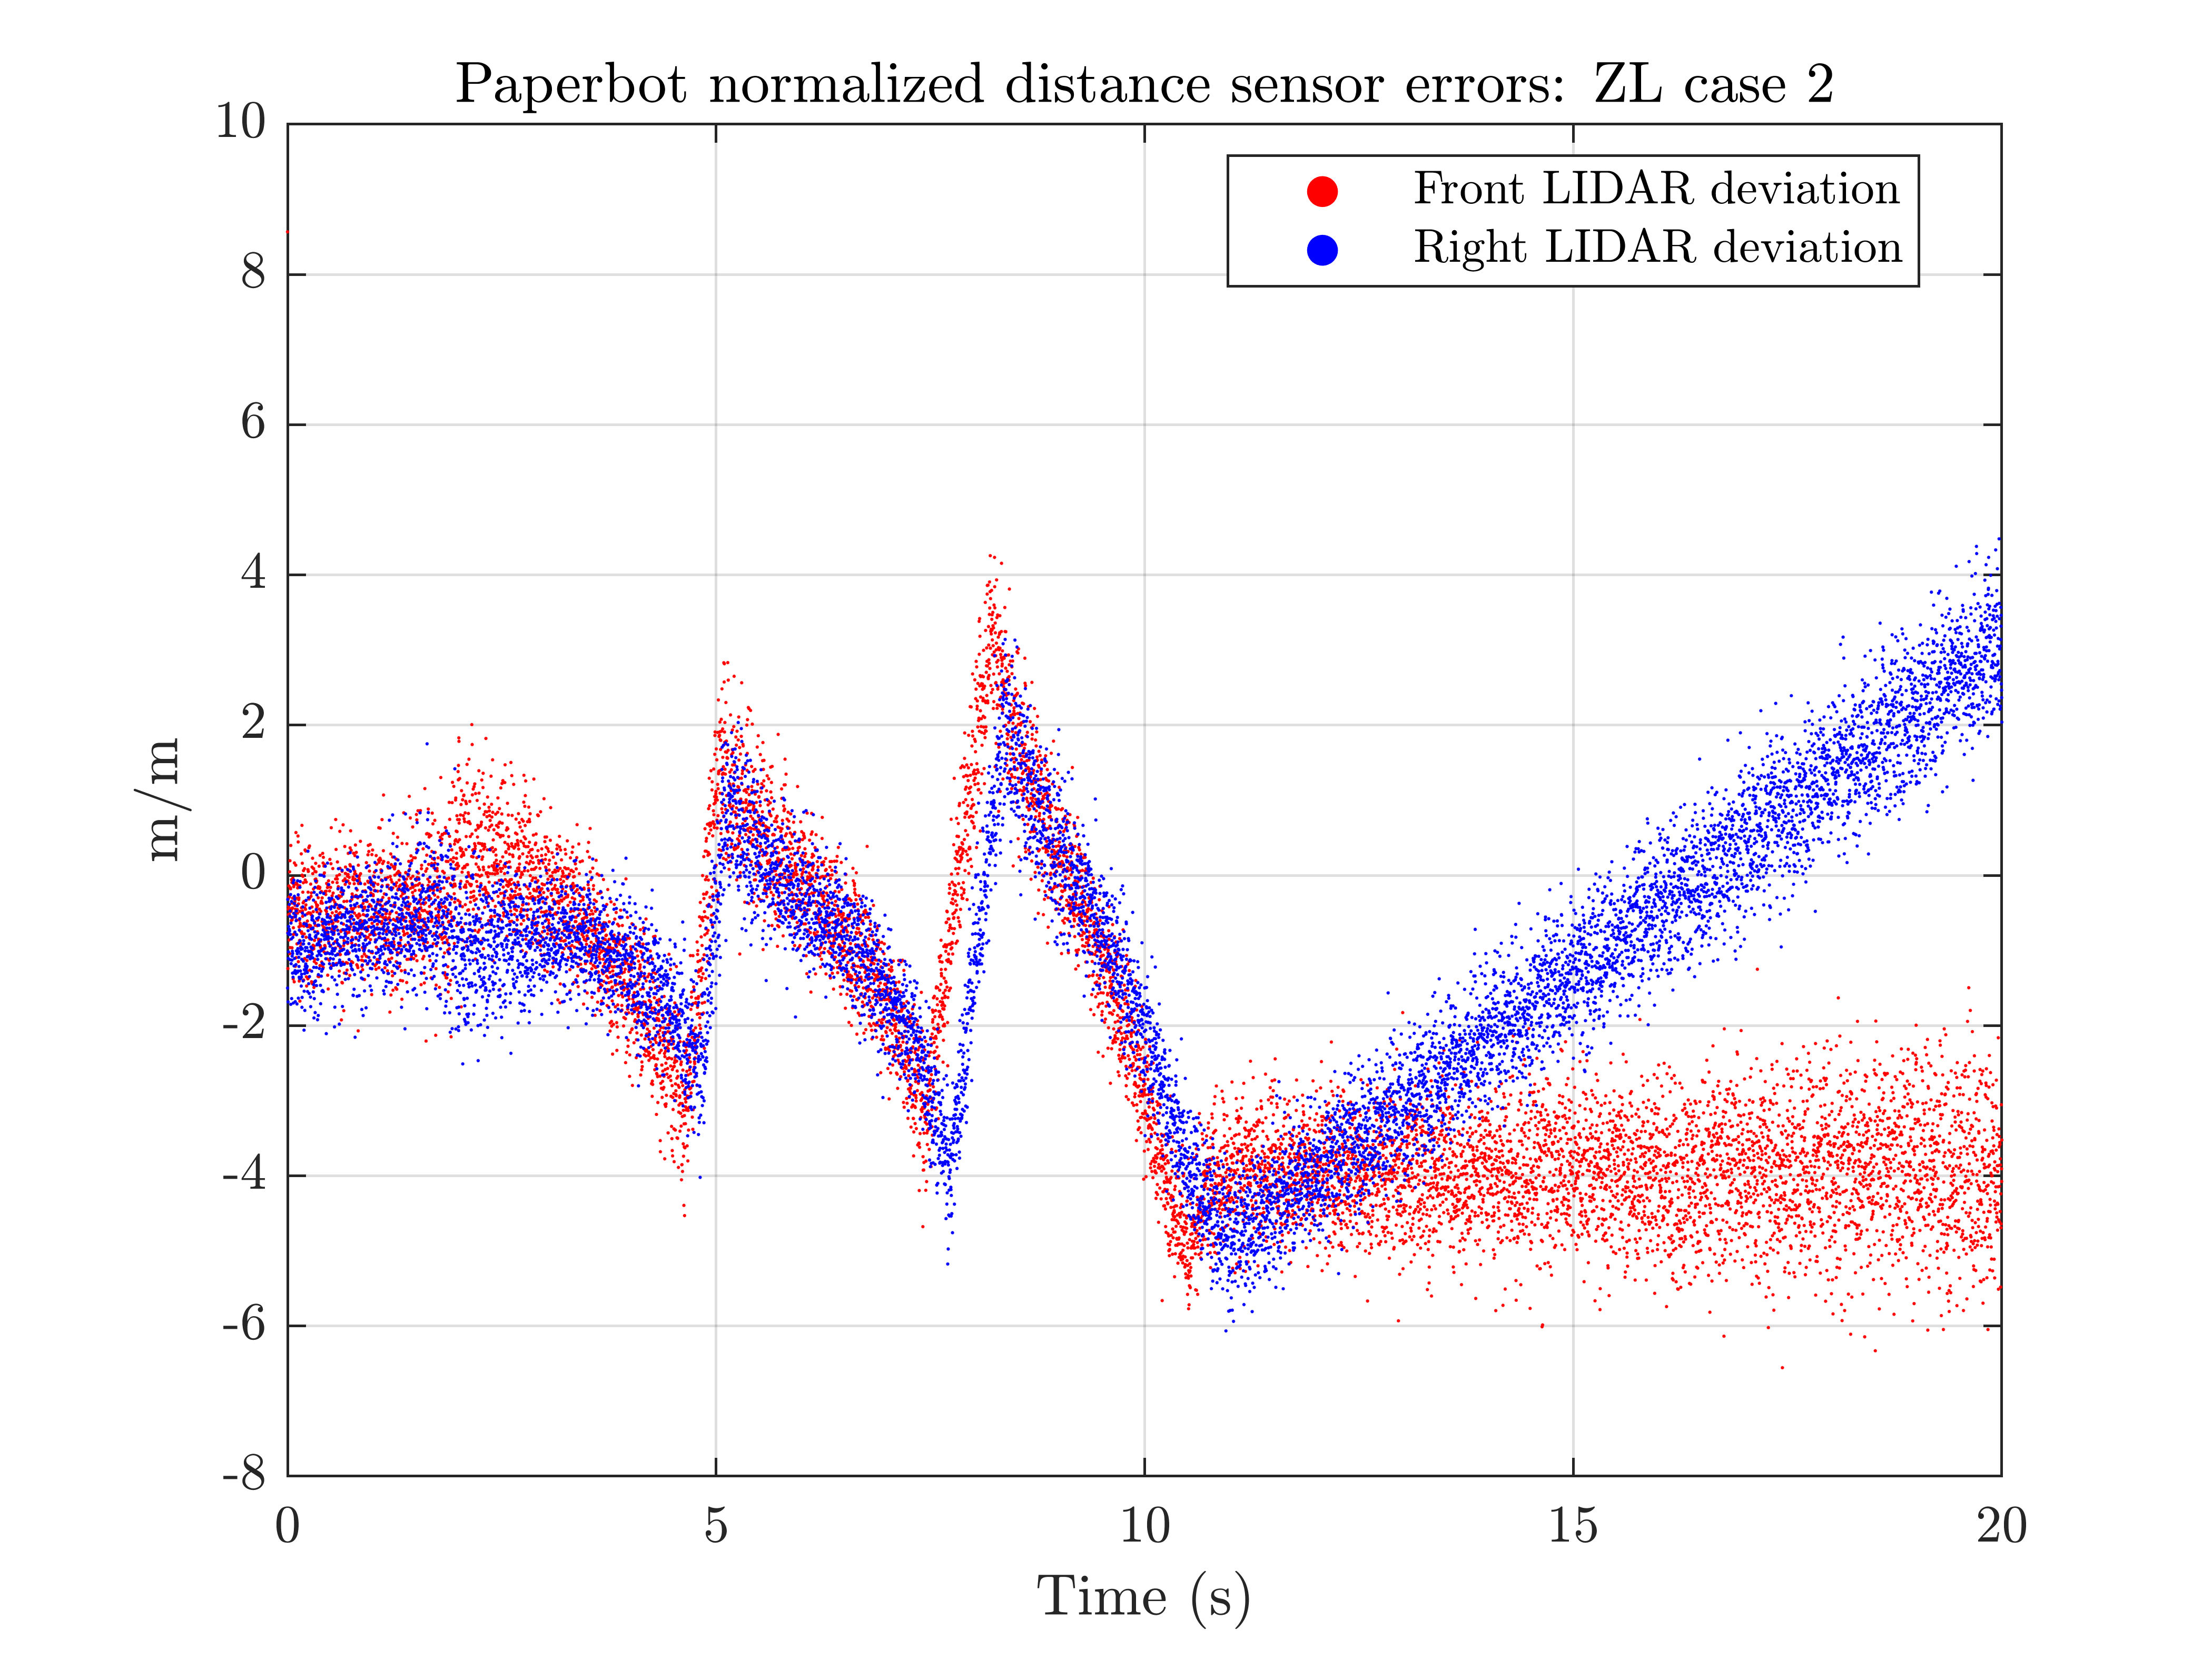 Paperbot normalized distance sensor errors: ZL case 2
10
8
6
4
2
0
-2
-4
-6
-8
m/m
Front LIDAR deviation
Right LIDAR deviation
0 5 10 15 20
Time (s)